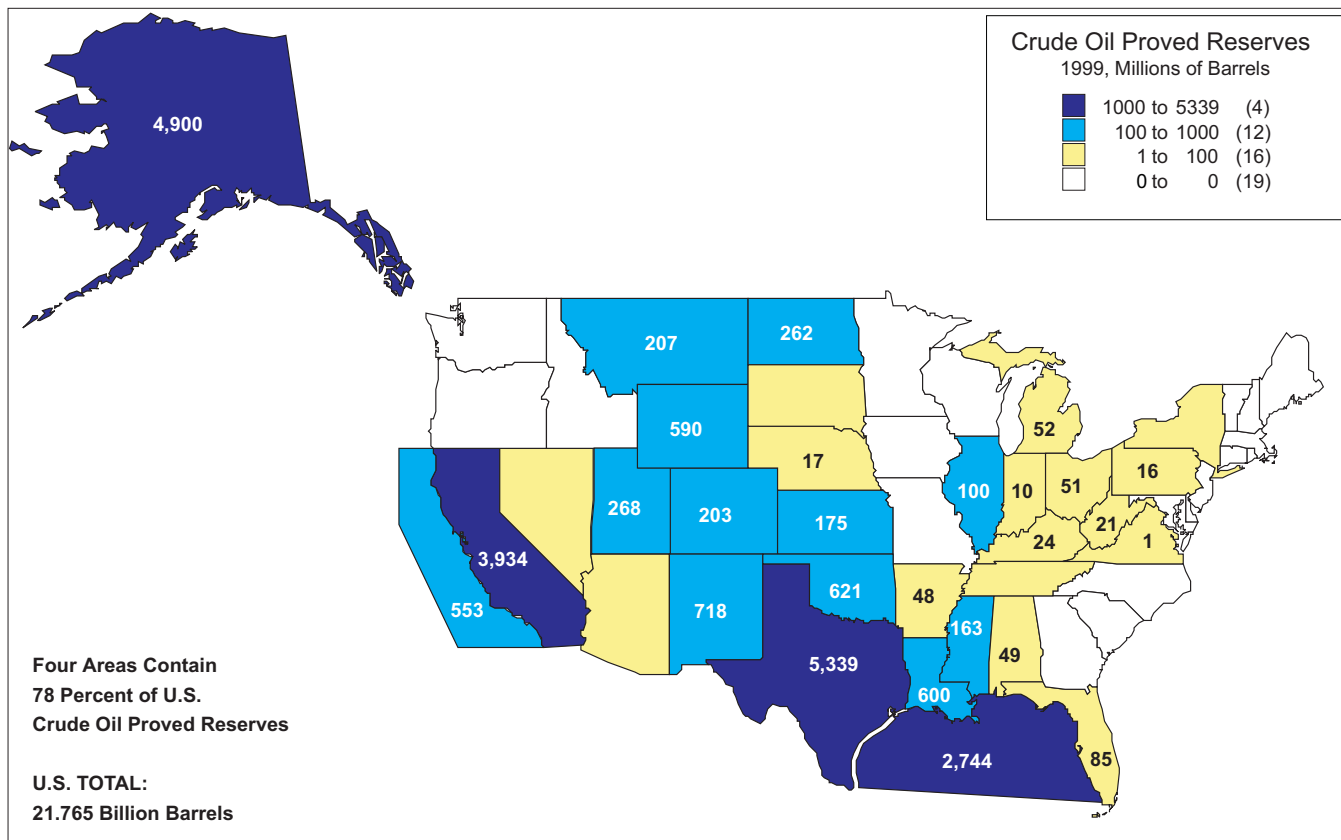 Crude Oil Proved Reserves
1999, Millions of Barrels
1000 to 5339 (4)
100 to 1000 (12)
1 to 100 (16)
0 to 0 (19)
4,900
207
262
590
52
17
16
100
10
51
268
203
175
21
24
1
3,934
621
48
553
718
163
49
5,339
600
2,744
85
Four Areas Contain
78 Percent of U.S.
Crude Oil Proved Reserves
U.S. TOTAL:
21.765 Billion Barrels